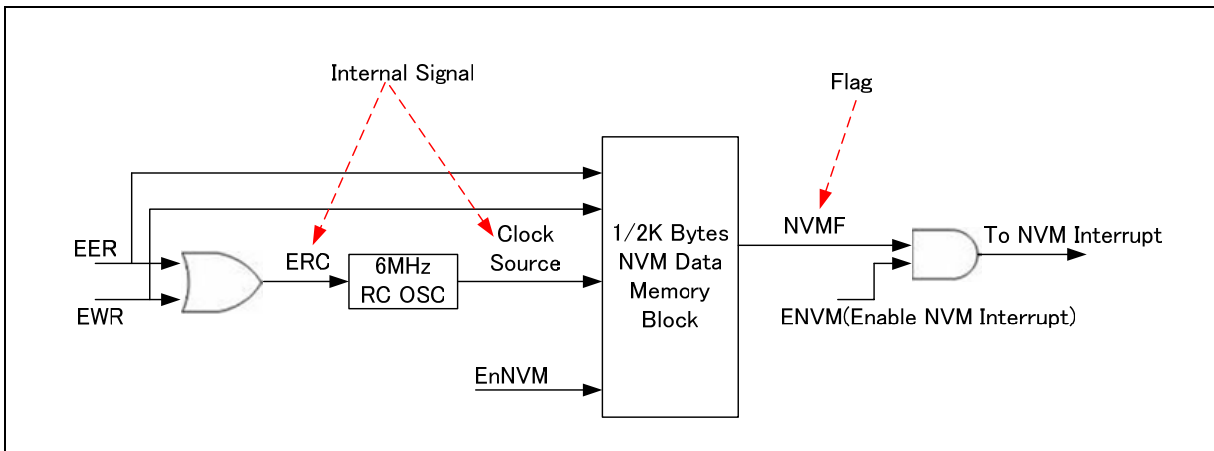 Internal Signal
Flag
EER
EWR
ERC
6MHz
RC OSC
Clock
Source
EnNVM
1/2K Bytes
NVM Data
Memory
Block
NVMF
ENVM(Enable NVM Interrupt)
To NVM Interrupt